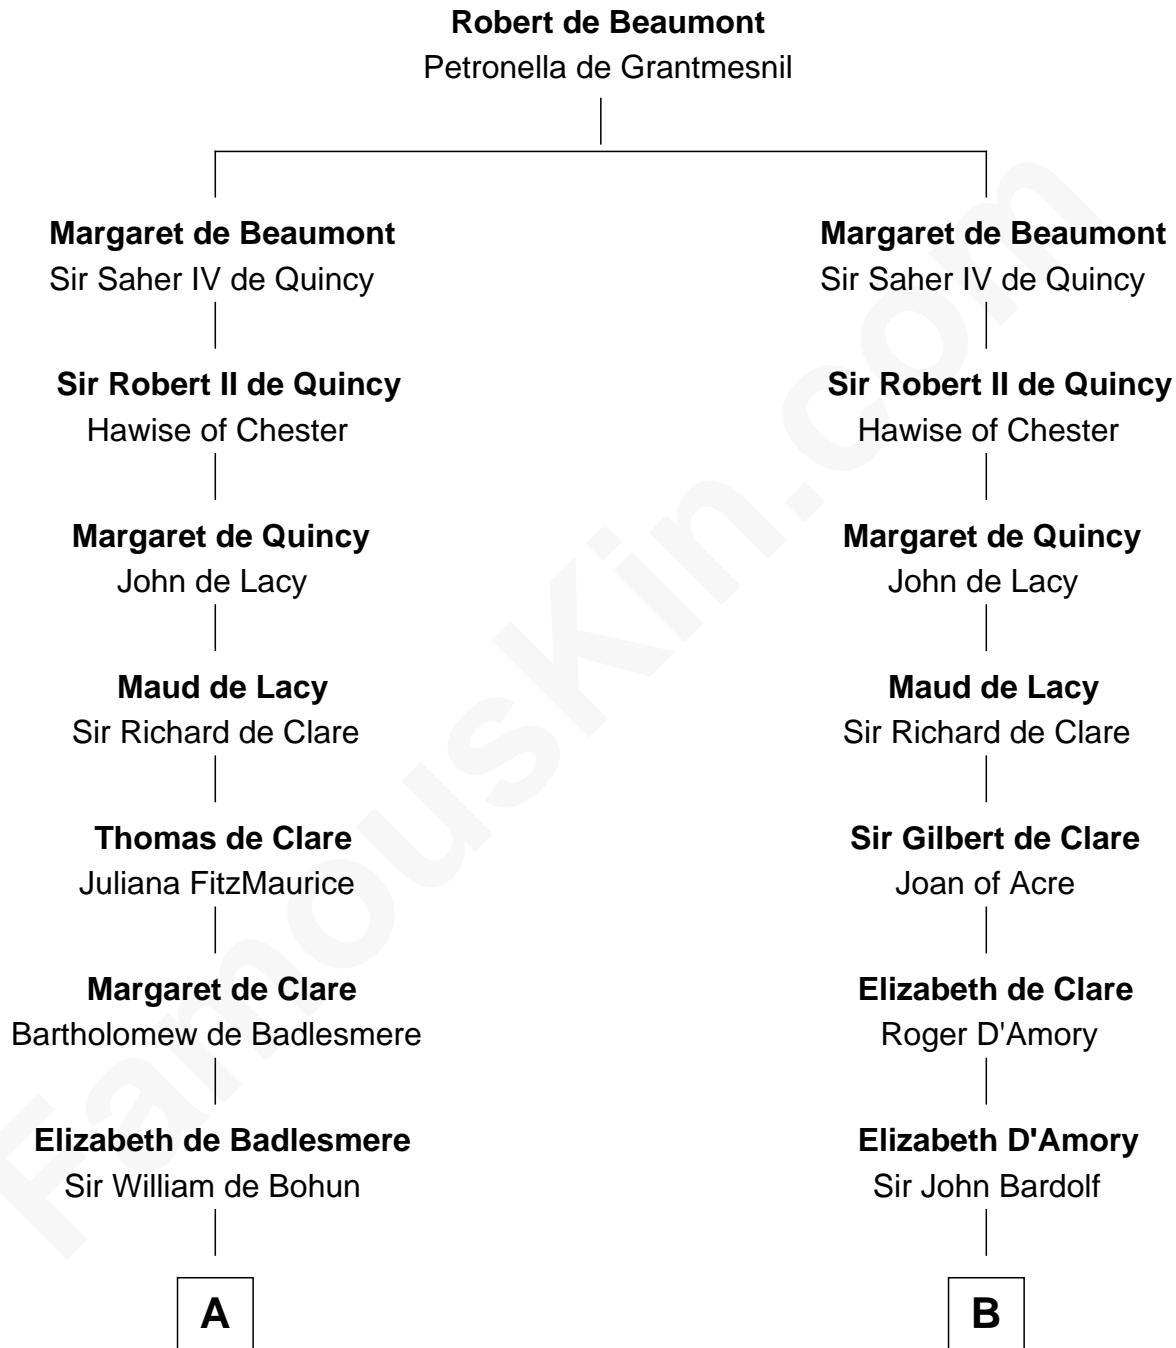 Robert de Beaumont
Petronella de Grantmesnil
Margaret de Beaumont
Sir Saher IV de Quincy
Margaret de Beaumont
Sir Saher IV de Quincy
Sir Robert II de Quincy
Hawise of Chester
Sir Robert II de Quincy
Hawise of Chester
Margaret de Quincy
John de Lacy
Margaret de Quincy
John de Lacy
Maud de Lacy
Sir Richard de Clare
Maud de Lacy
Sir Richard de Clare
Thomas de Clare
Juliana FitzMaurice
Sir Gilbert de Clare
Joan of Acre
Margaret de Clare
Bartholomew de Badlesmere
Elizabeth de Clare
Roger D'Amory
Elizabeth de Badlesmere
Sir William de Bohun
Elizabeth D'Amory
Sir John Bardolf
A
B
FamousKin.com